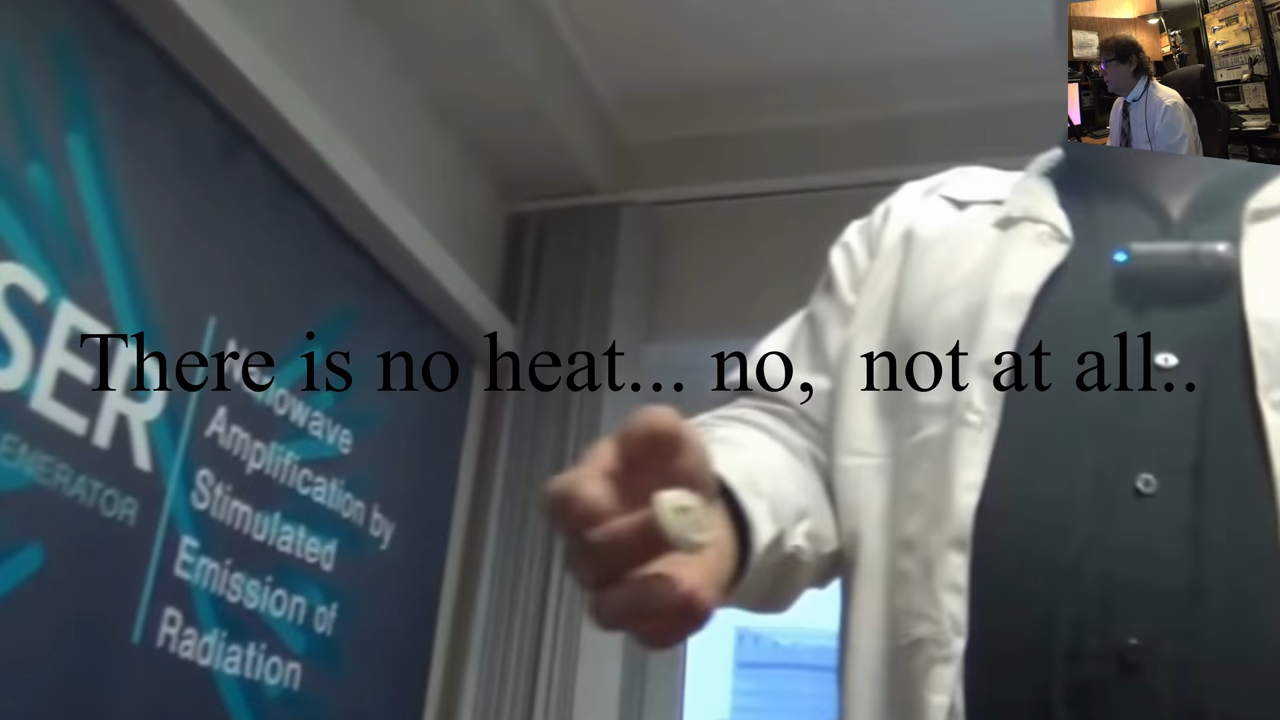 There is no heat... no, not at all..
SER
Amplification by
Stimulated
Emission of
Radiation